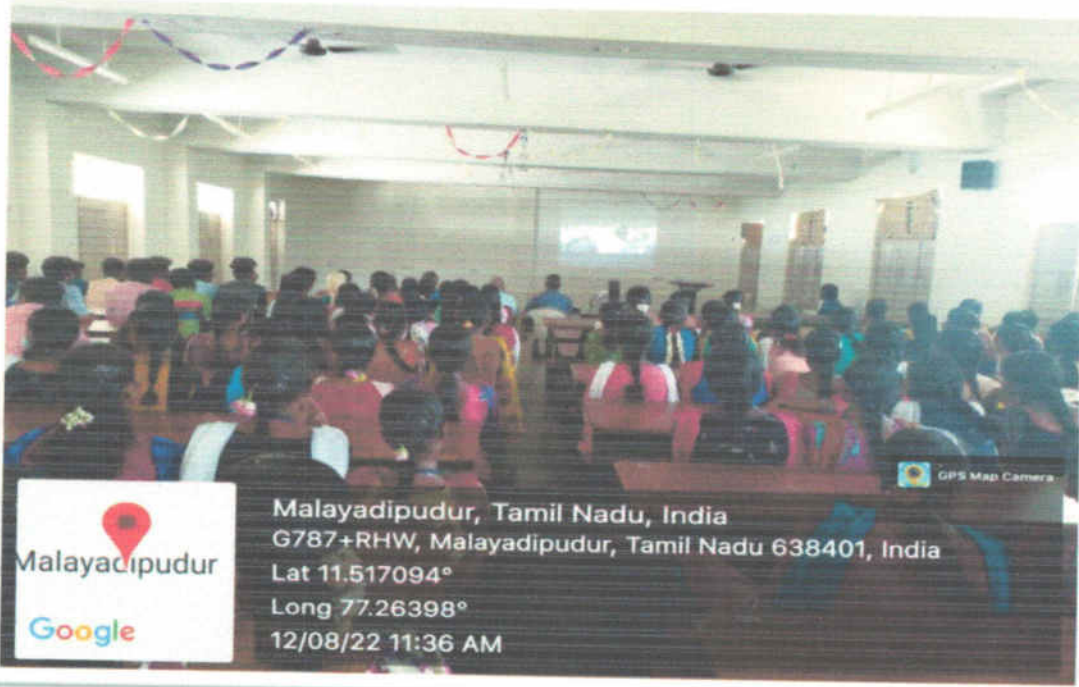 GPS Map Camera
Malayadipudur, Tamil Nadu, India
G787+RHW, Malayadipudur, Tamil Nadu 638401, India
Lat 11.517094°
Long 77.26398°
12/08/22 11:36 AM
Malayadipudur
Google